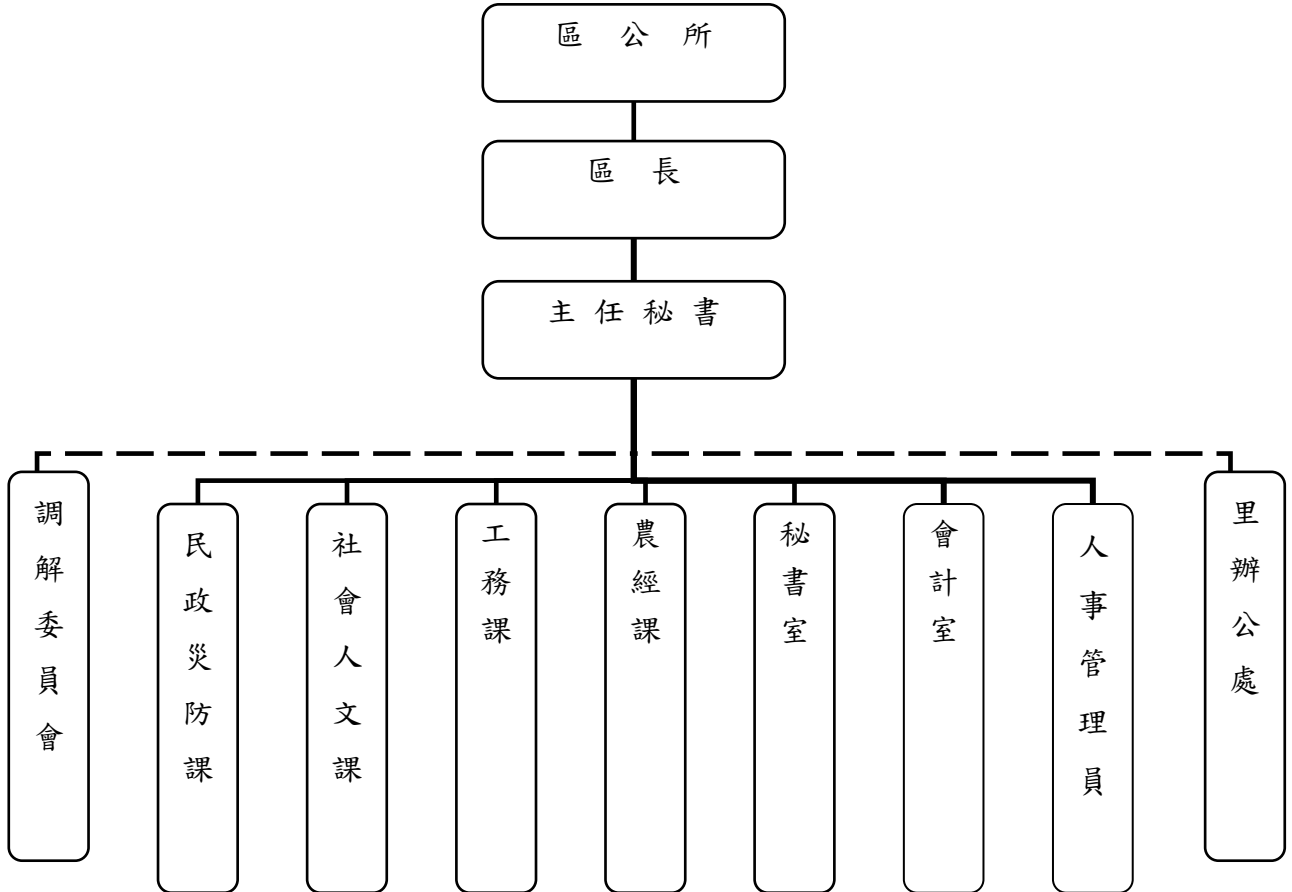 區公所
區長
主任秘書
調解委員會
民政災防課
社會人文課
工務課
農經課
秘書室
會計室
人事管理員
里辦公處